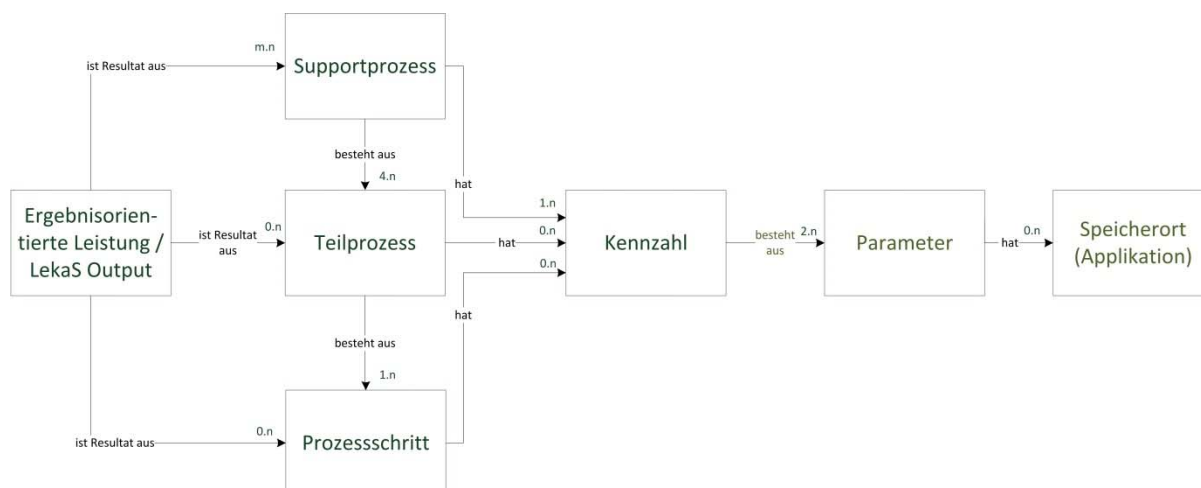 m.n
ist Resultat aus
Supportprozess
besteht aus
4.n
hat
1.n
Ergebnisorien-
tierte Leistung /
LekaS Output
ist Resultat
aus
0.n
Teilprozess
hat
0.n
0.n
Kennzahl
besteht
aus
2.n
Parameter
hat
0.n
Speicherort
(Applikation)
hat
besteht aus
1.n
ist Resultat aus
0.n
Prozessschritt